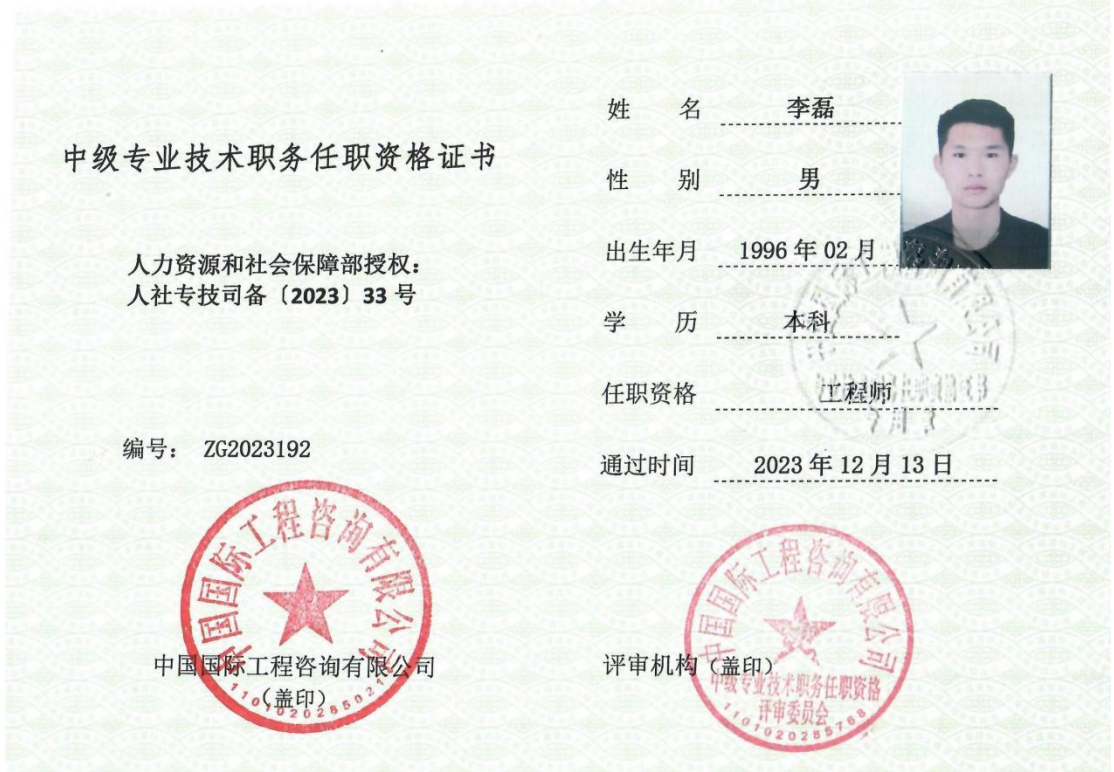 中级专业技术职务任职资格证书
人力资源和社会保障部授权：
人社专技司备〔2023〕33 号
编号： ZG2023192
中国国际工程咨询有限公司
中国国际工程咨询有限公司
（盖印）
姓 名 李磊
性 别 男
出生年月 1996 年 02 月
学 历 本科
任职资格 工程师
通过时间 2023 年 12 月 13 日
中国国际工程咨询有限公司
评审机构（盖印）
中级专业技术职务任职资格
评审委员会